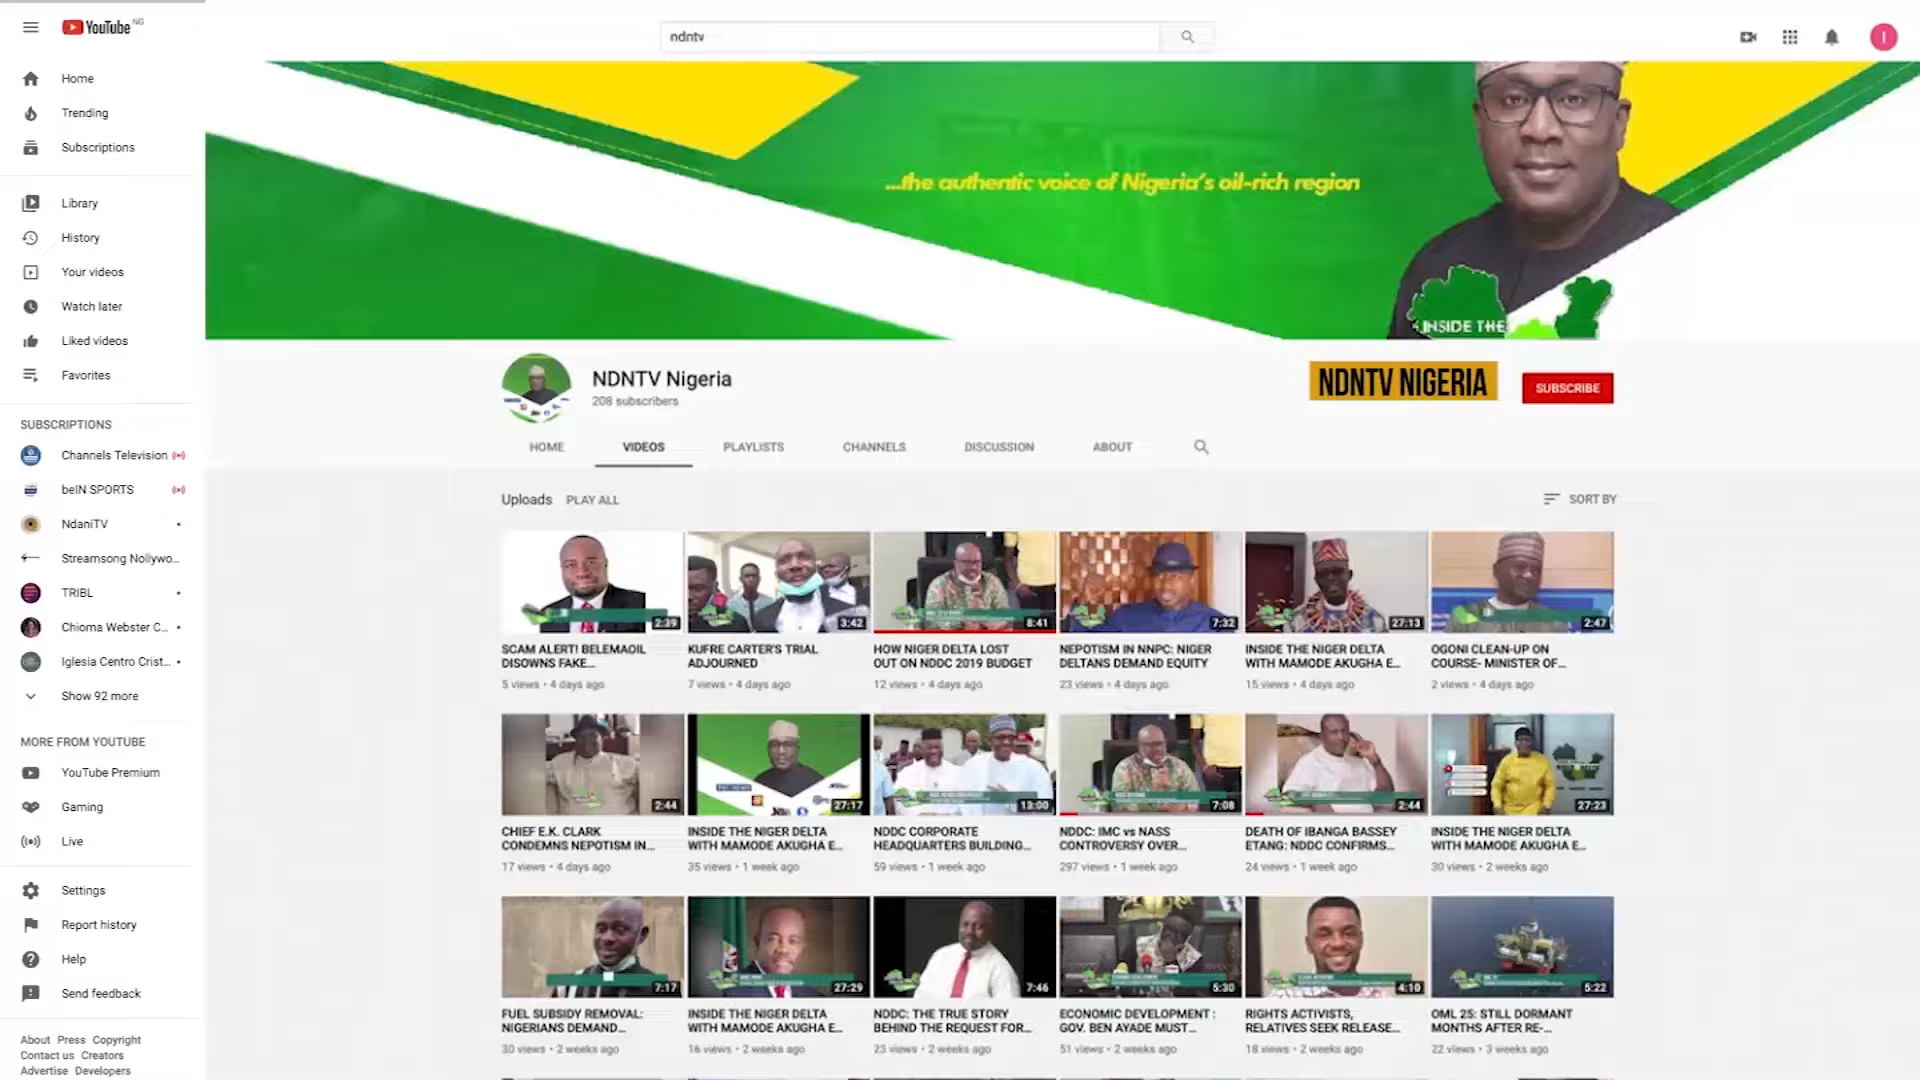 YouTube NG
ndntv
Home
Trending
Subscriptions
Library
History
Your videos
Watch later
Liked videos
Favorites
SUBSCRIPTIONS
Channels Television
beIN SPORTS
NdaniTV
Streamsong Nollywo...
TRIBL
Chioma Webster C...
Iglesia Centro Crist...
Show 92 more
MORE FROM YOUTUBE
YouTube Premium
Gaming
Live
Settings
Report history
Help
Send feedback
About Press Copyright
Contact us Creators
Advertise Developers
I
...the authentic voice of Nigeria's oil-rich region
INSIDE THE
NDNTV Nigeria
208 subscribers
NDNTV NIGERIA
SUBSCRIBE
HOME VIDEOS PLAYLISTS CHANNELS DISCUSSION ABOUT
Uploads PLAY ALL
SORT BY
2:39
SCAM ALERT! BELEMAOIL
DISOWNS FAKE...
5 views • 4 days ago
3:42
KUFRE CARTER'S TRIAL
ADJOURNED
7 views • 4 days ago
8:41
HOW NIGER DELTA LOST
OUT ON NDDC 2019 BUDGET
12 views • 4 days ago
7:32
NEPOTISM IN NNPC: NIGER
DELTANS DEMAND EQUITY
23 views • 4 days ago
27:13
INSIDE THE NIGER DELTA
WITH MAMODE AKUGHA E...
15 views • 4 days ago
2:47
OGONI CLEAN-UP ON
COURSE- MINISTER OF...
2 views • 4 days ago
2:44
CHIEF E.K. CLARK
CONDEMNS NEPOTISM IN...
17 views • 4 days ago
27:17
INSIDE THE NIGER DELTA
WITH MAMODE AKUGHA E...
35 views • 1 week ago
13:00
NDDC CORPORATE
HEADQUARTERS BUILDING...
59 views • 1 week ago
7:08
NDDC: IMC vs NASS
CONTROVERSY OVER...
297 views • 1 week ago
2:44
DEATH OF IBANGA BASSEY
ETANG: NDDC CONFIRMS...
24 views • 1 week ago
27:23
INSIDE THE NIGER DELTA
WITH MAMODE AKUGHA E...
30 views • 2 weeks ago
7:17
FUEL SUBSIDY REMOVAL:
NIGERIANS DEMAND...
30 views • 2 weeks ago
27:29
INSIDE THE NIGER DELTA
WITH MAMODE AKUGHA E...
16 views • 2 weeks ago
7:46
NDDC: THE TRUE STORY
BEHIND THE REQUEST FOR...
23 views • 2 weeks ago
5:30
ECONOMIC DEVELOPMENT :
GOV. BEN AYADE MUST...
51 views • 2 weeks ago
4:10
RIGHTS ACTIVISTS,
RELATIVES SEEK RELEASE...
18 views • 2 weeks ago
5:22
OML 25: STILL DORMANT
MONTHS AFTER RE-...
22 views • 3 weeks ago